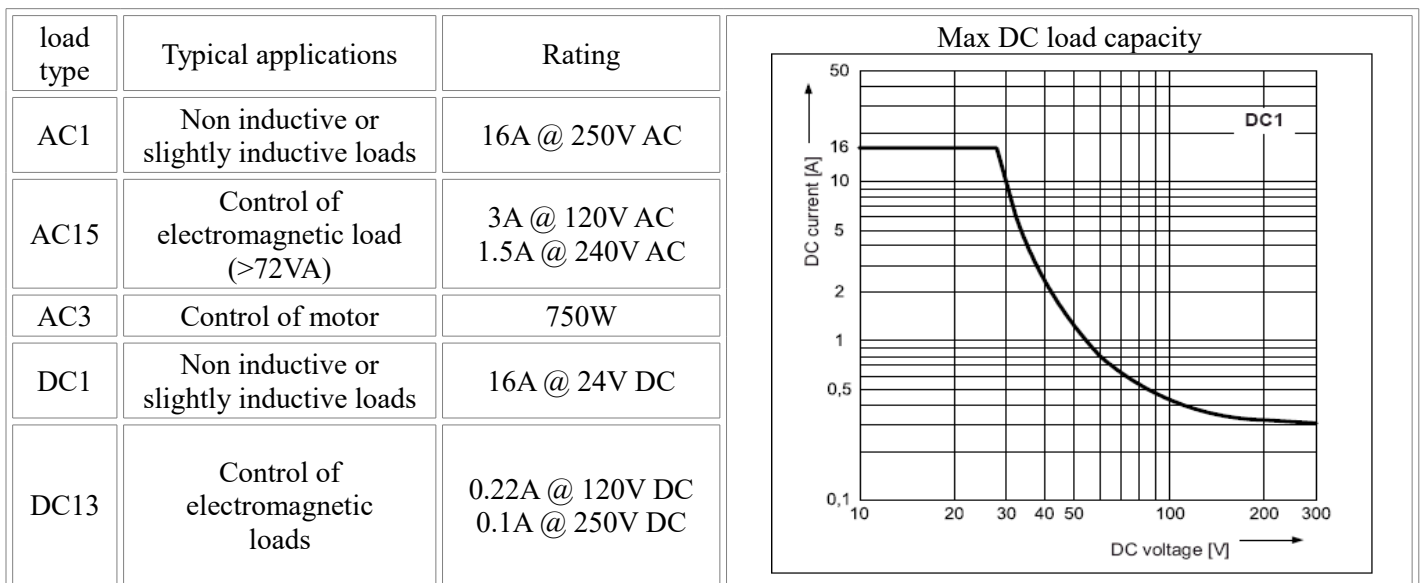 load
type
Typical applications
Rating
AC1
Non inductive or
slightly inductive loads
16A @ 250V AC
AC15
Control of
electromagnetic load
(>72VA)
3A @ 120V AC
1.5A @ 240V AC
AC3
Control of motor
750W
DC1
Non inductive or
slightly inductive loads
16A @ 24V DC
DC13
Control of
electromagnetic
loads
0.22A @ 120V DC
0.1A @ 250V DC
Max DC load capacity
50
DC1
16
10
5
2
1
0,5
0,1
DC current [A]
10 20 30 40 50 100 200 300
DC voltage [V]